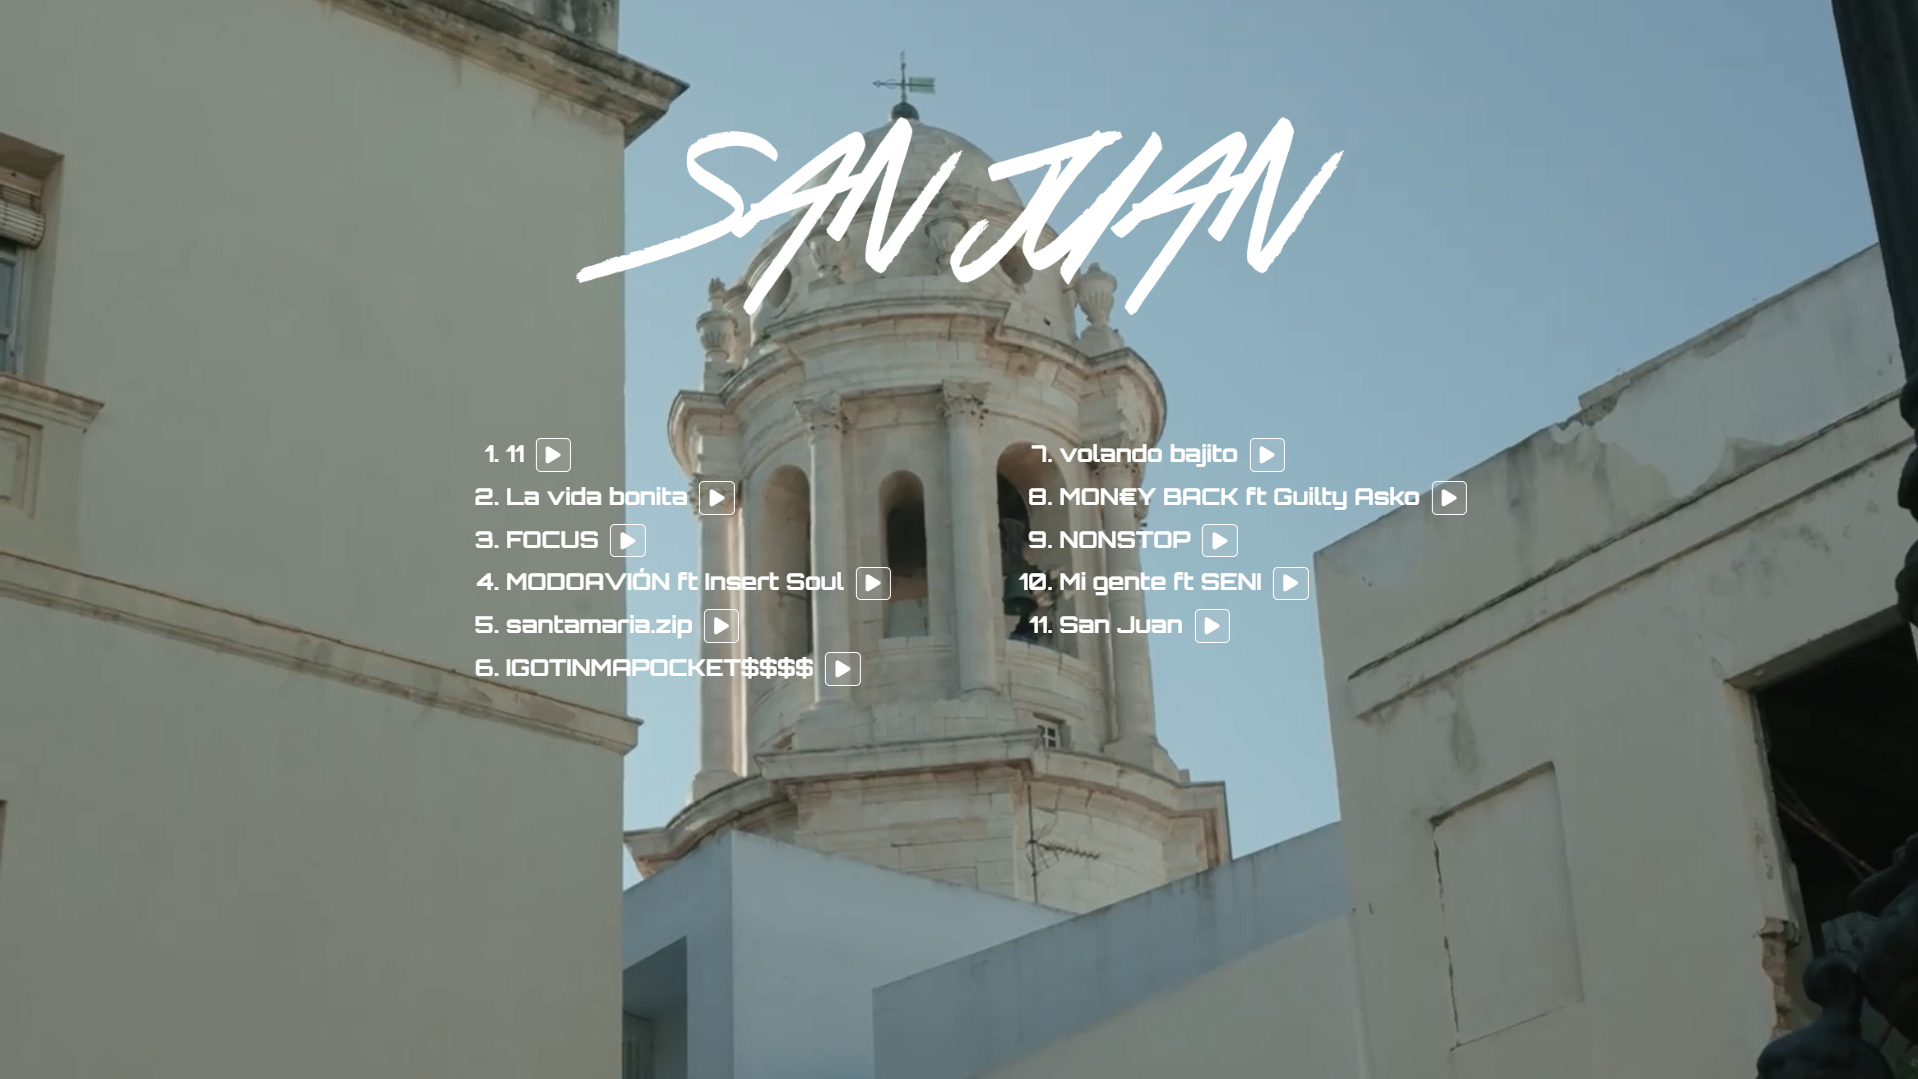 SAN JUAN
1. 11
2. La vida bonita
3. FOCUS
4. MODOAVIÓN ft Insert Soul
5. santamaria.zip
6. IGOTINMAPOCKET$$$$
7. volando bajito
8. MON€Y BACK ft Guilty Asko
9. NONSTOP
10. Mi gente ft SENI
11. San Juan